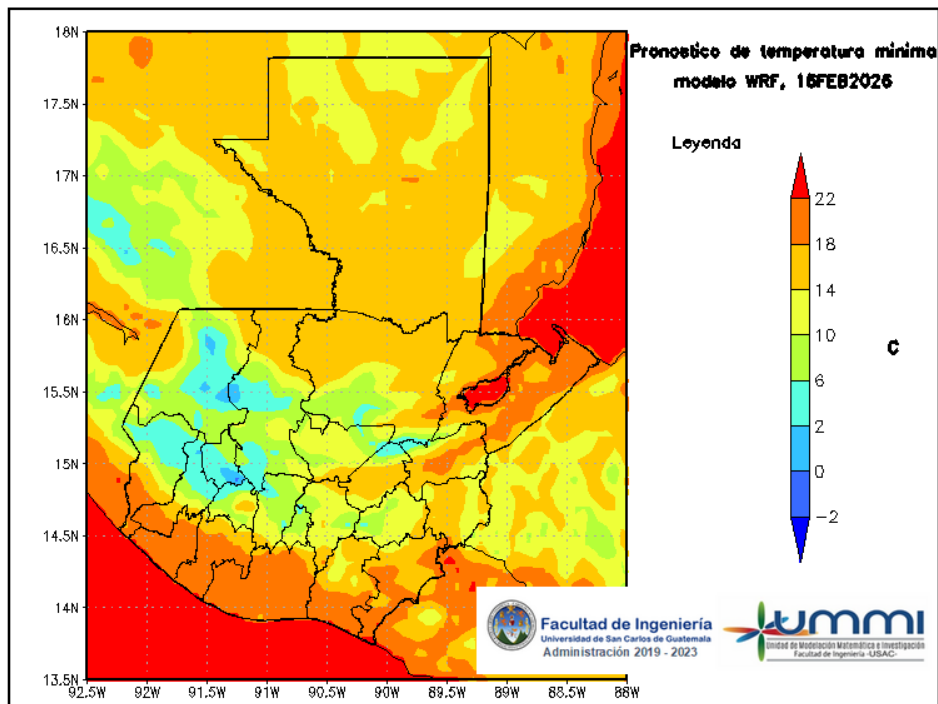 Pronostico de temperatura minima
modelo WRF, 16FEB2026
Leyenda
22
18
14
10
6
2
0
-2
C
18N
17.5N
17N
16.5N
16N
15.5N
15N
14.5N
14N
13.5N
92.5W
92W
91.5W
91W
90.5W
90W
89.5W
89W
88.5W
88W
Facultad de Ingeniería
Universidad de San Carlos de Guatemala
Administración 2019 - 2023
ummi
Unidad de Modelación Matemática e Investigación
Facultad de Ingeniería -USAC-